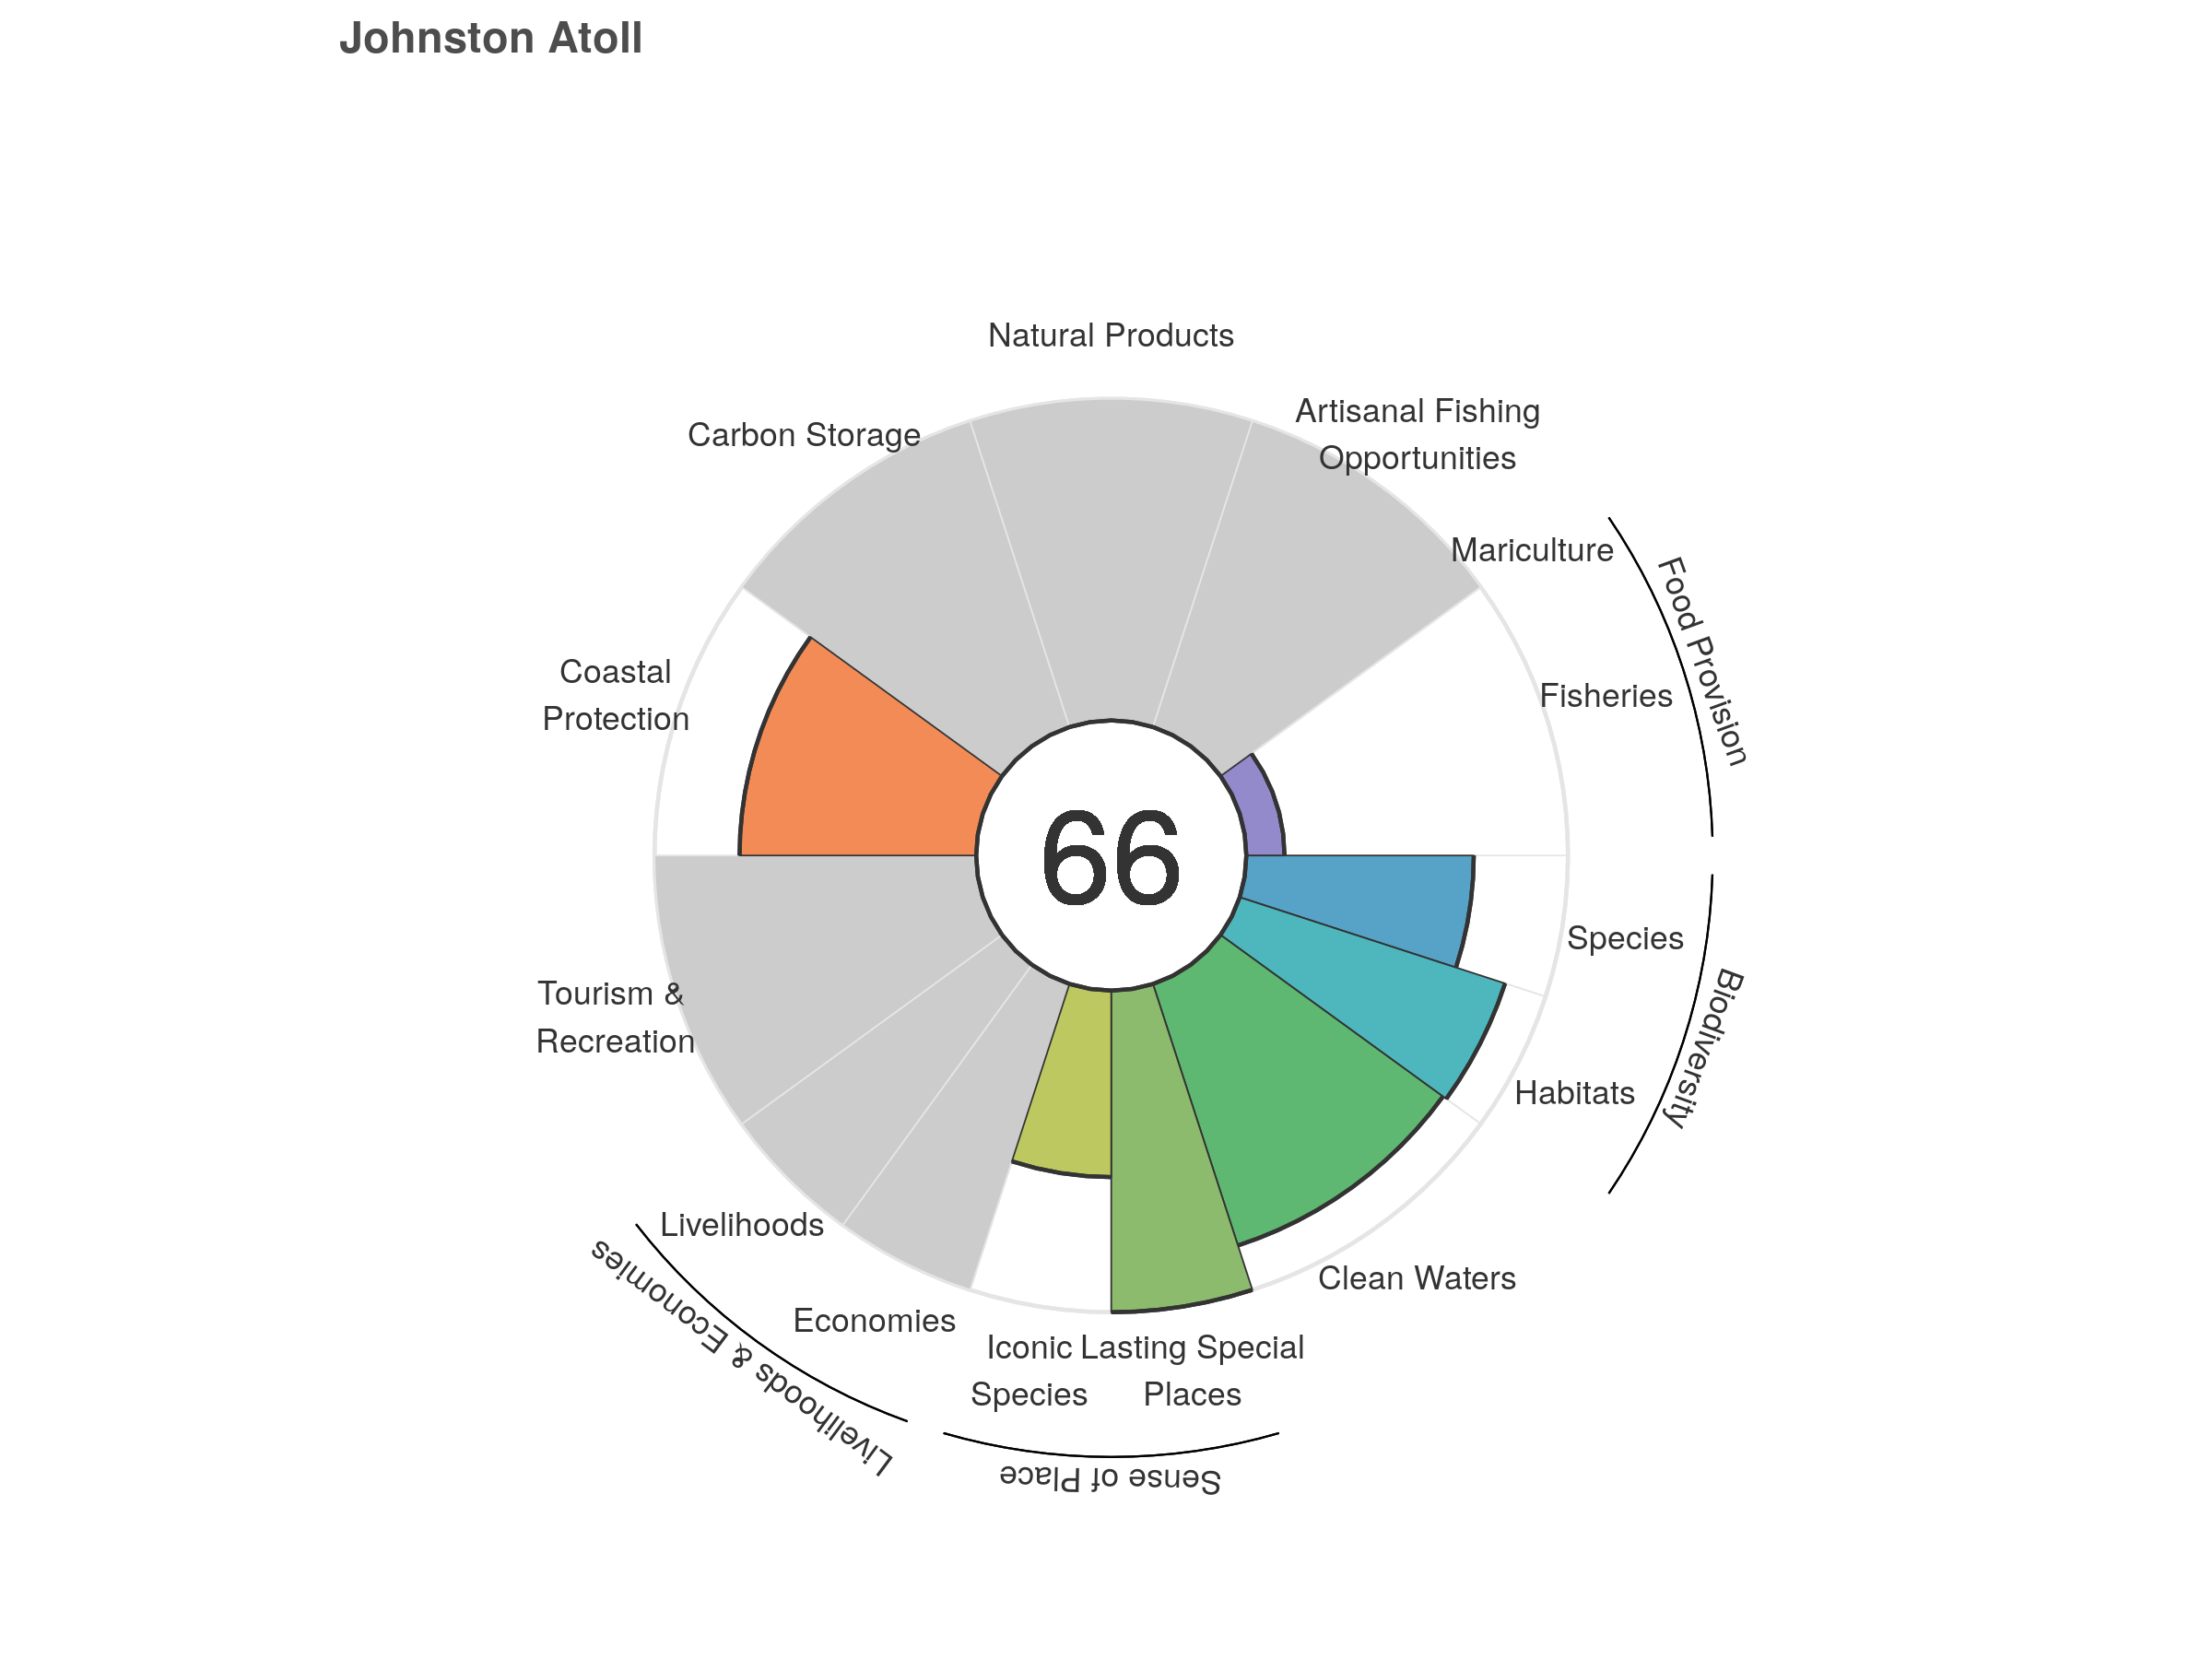 Johnston Atoll
Natural Products
Artisanal Fishing
Opportunities
Carbon Storage
Mariculture
Food Provision
Fisheries
Coastal
Protection
66
Species
Biodiversity
Tourism &
Recreation
Habitats
Livelihoods
Clean Waters
Economies
Livelihoods & Economies
Iconic
Species
Lasting Special
Places
Sense of Place